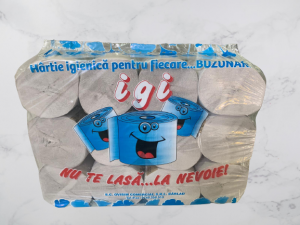 Hârtie igienică pentru fiecare...BUZUNAR
igi
NU TE LASĂ...LA NEVOIE!